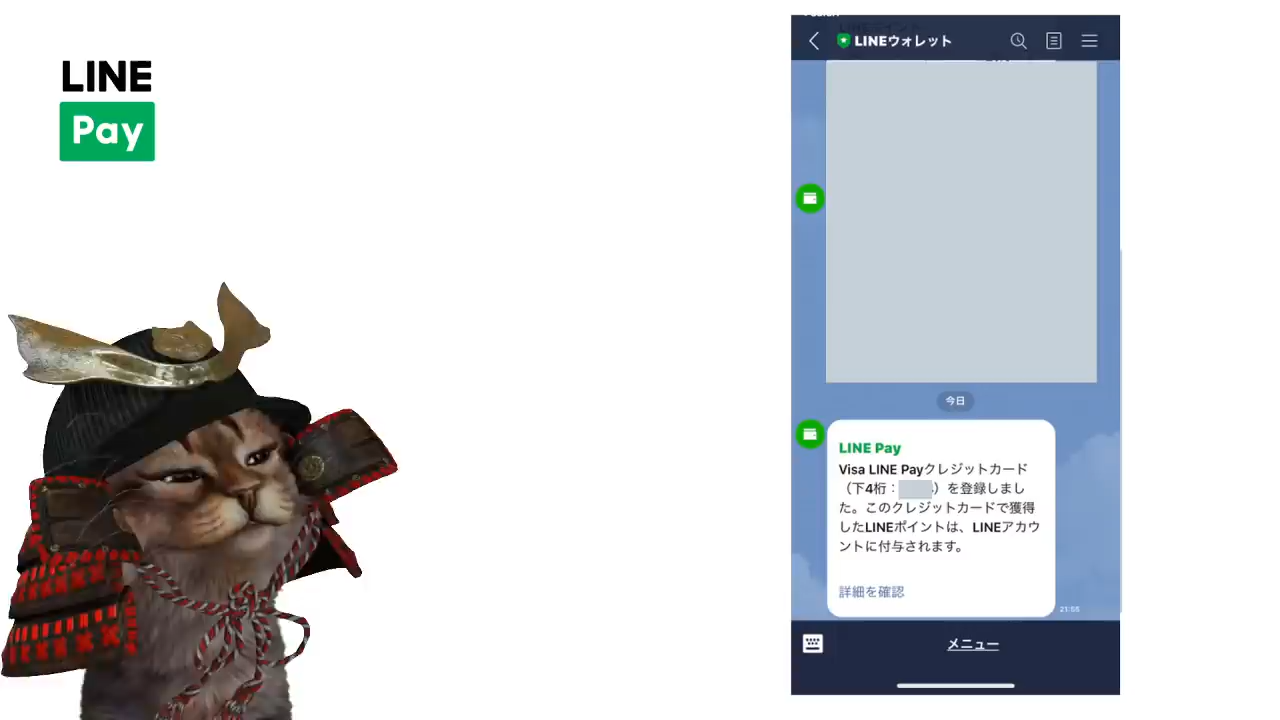 LINE
Pay
LINEウォレット
今日
LINE Pay
Visa LINE Payクレジットカード
（下4桁： ）を登録しまし
た。このクレジットカードで獲得
したLINEポイントは、LINEアカウ
ントに付与されます。
詳細を確認
21:55
メニュー